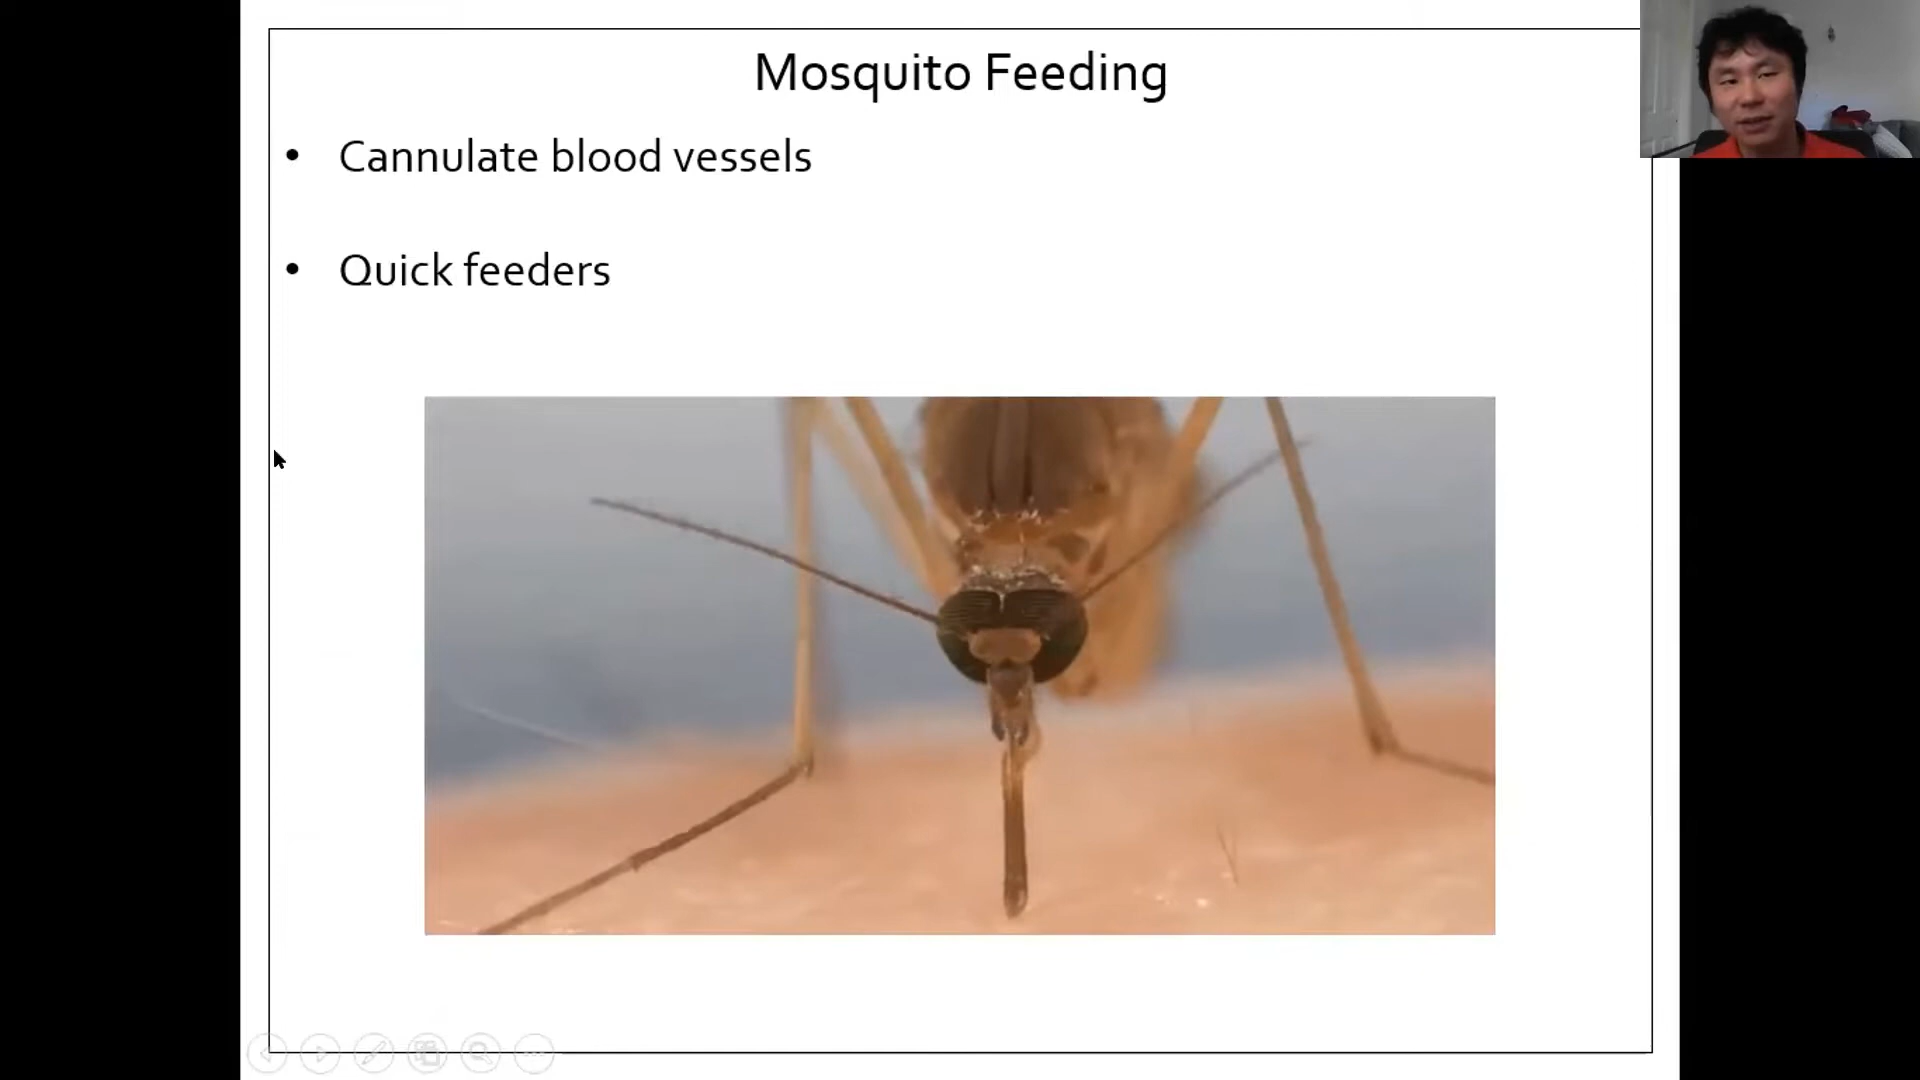 Mosquito Feeding
• Cannulate blood vessels
• Quick feeders